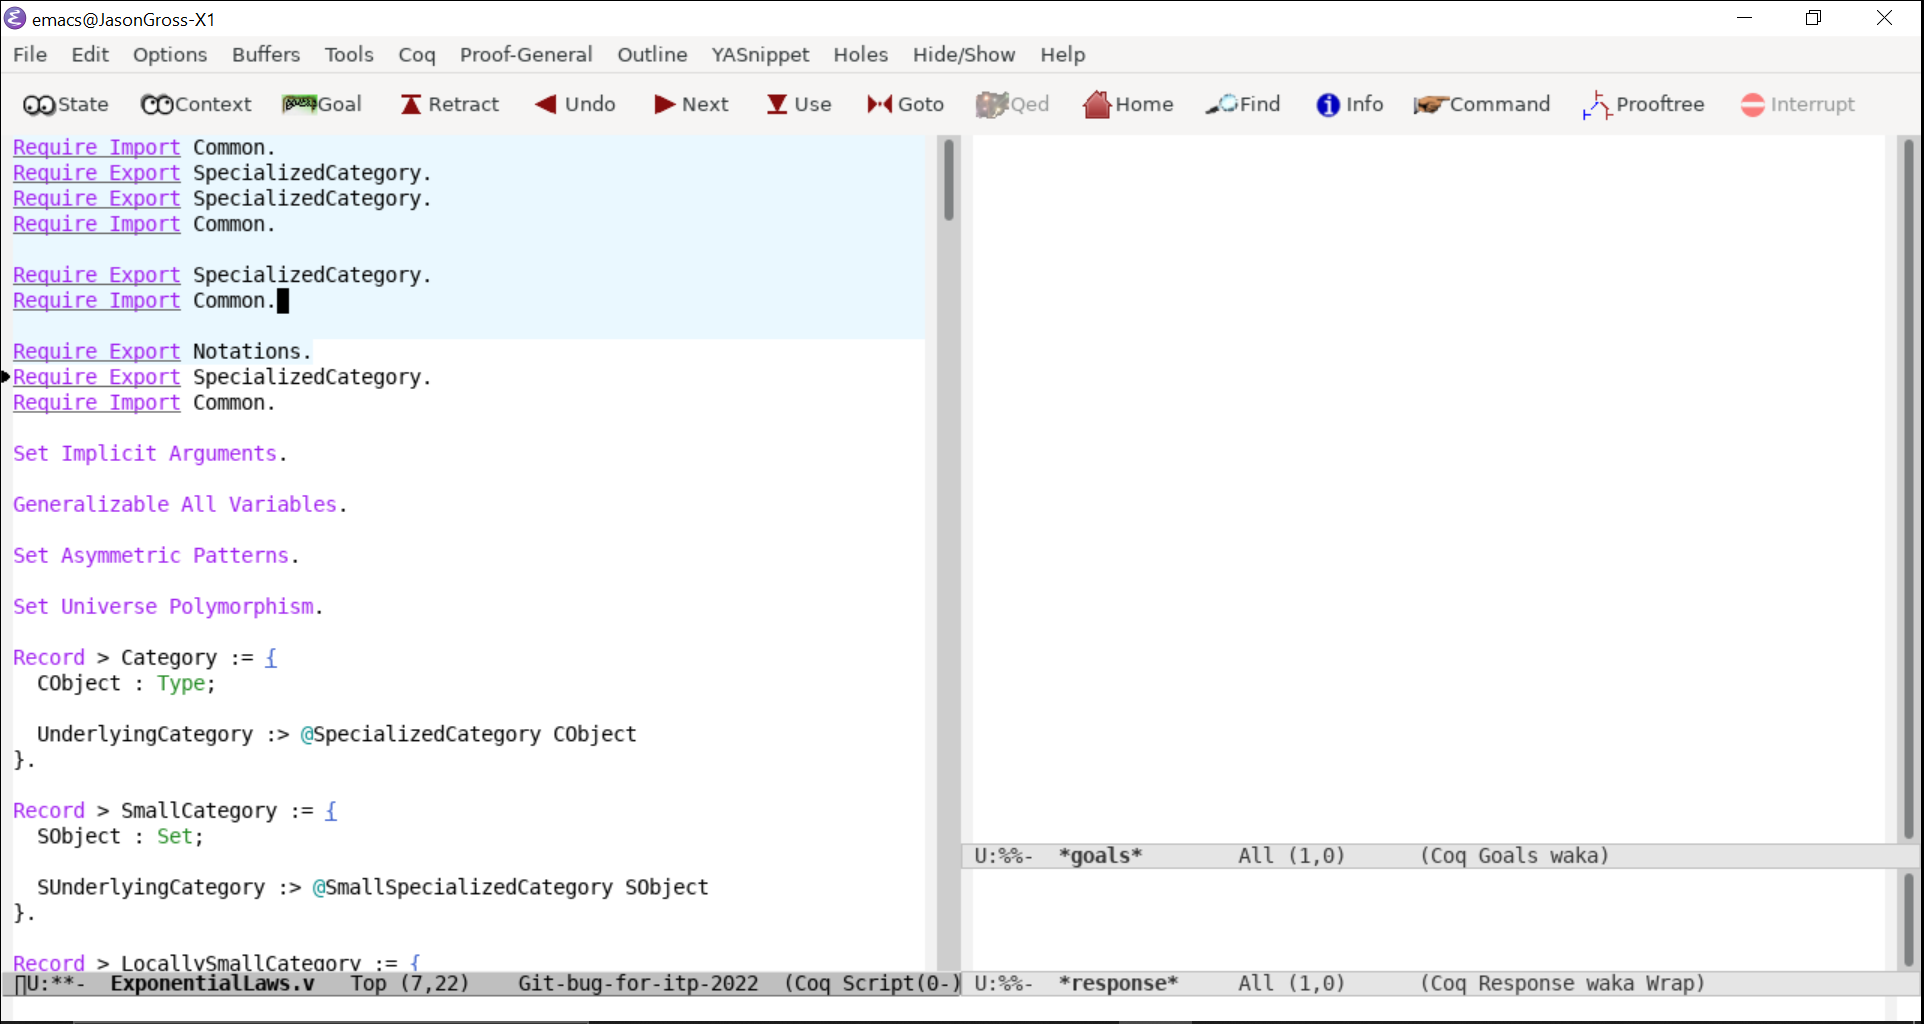 emacs@JasonGross-X1
File Edit Options Buffers Tools Coq Proof-General Outline YASnippet Holes Hide/Show Help
State Context Goal Retract Undo Next Use Goto Qed Home Find Info Command Prooftree Interrupt
Require Import Common.
Require Export SpecializedCategory.
Require Export SpecializedCategory.
Require Import Common.
Require Export SpecializedCategory.
Require Import Common.
Require Export Notations.
Require Export SpecializedCategory.
Require Import Common.
Set Implicit Arguments.
Generalizable All Variables.
Set Asymmetric Patterns.
Set Universe Polymorphism.
Record > Category := {
  CObject : Type;
  UnderlyingCategory :> @SpecializedCategory CObject
}.
Record > SmallCategory := {
  SObject : Set;
  SUnderlyingCategory :> @SmallSpecializedCategory SObject
}.
Record > LocallySmallCategory := {
U:**-  ExponentialLaws.v   Top (7,22)    Git-bug-for-itp-2022  (Coq Script(0-)
U:%%-  *goals*        All (1,0)      (Coq Goals waka)
U:%%-  *response*     All (1,0)      (Coq Response waka Wrap)